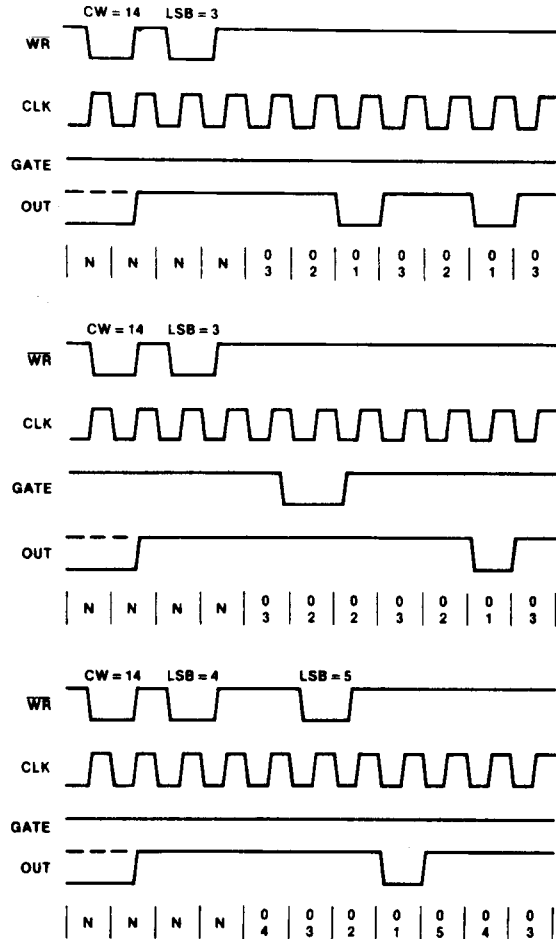 CW = 14 LSB = 3
WR
CLK
GATE
OUT
N N N N 0 0 0 0 0 0 0
3 2 1 3 2 1 3
CW = 14 LSB = 3
WR
CLK
GATE
OUT
N N N N 0 0 0 0 0 0 0
3 2 2 3 2 1 3
CW = 14 LSB = 4 LSB = 5
WR
CLK
GATE
OUT
N N N N 0 0 0 0 0 0 0
4 3 2 1 5 4 3